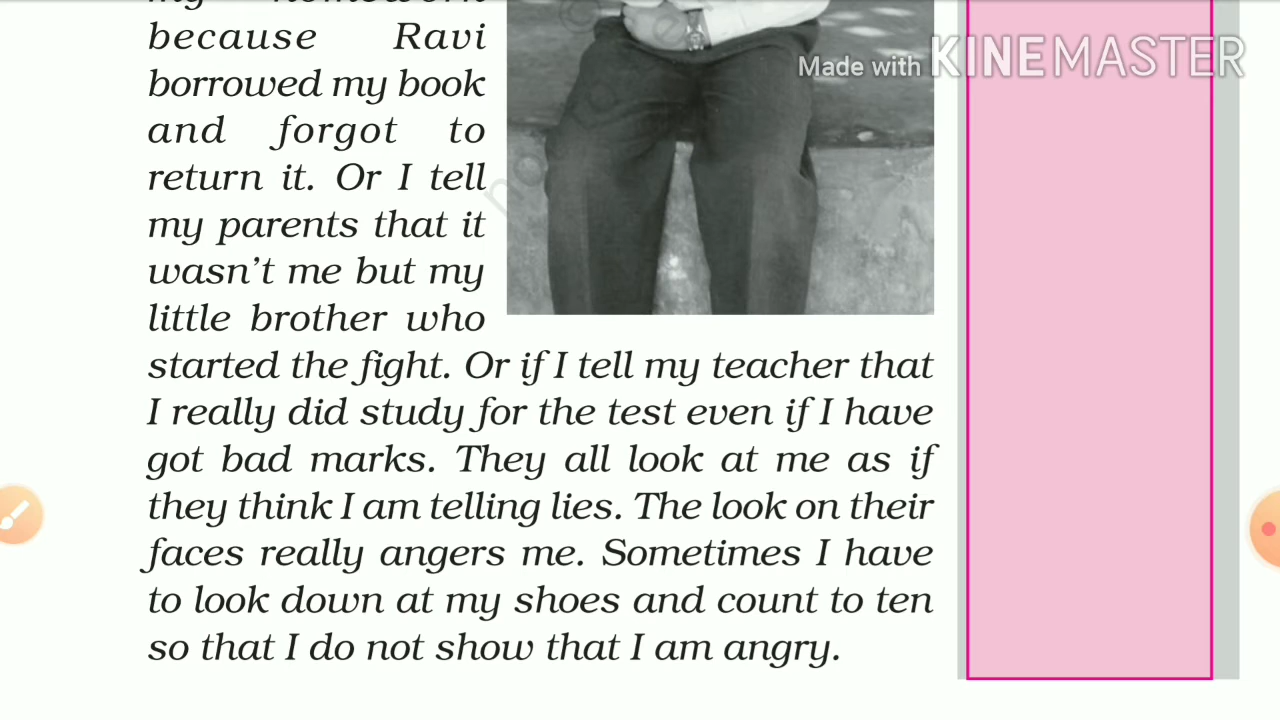 because Ravi
borrowed my book
and forgot to
return it. Or I tell
my parents that it
wasn't me but my
little brother who
started the fight. Or if I tell my teacher that
I really did study for the test even if I have
got bad marks. They all look at me as if
they think I am telling lies. The look on their
faces really angers me. Sometimes I have
to look down at my shoes and count to ten
so that I do not show that I am angry.
Made with KINEMASTER